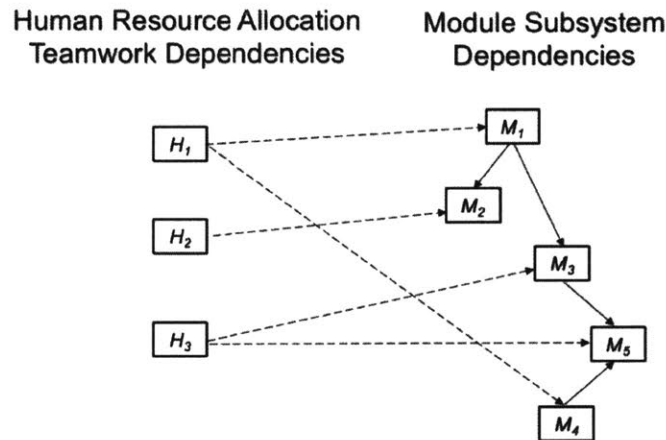 Human Resource Allocation
Teamwork Dependencies
Module Subsystem
Dependencies
H1
H2
H3
M1
M2
M3
M5
M4